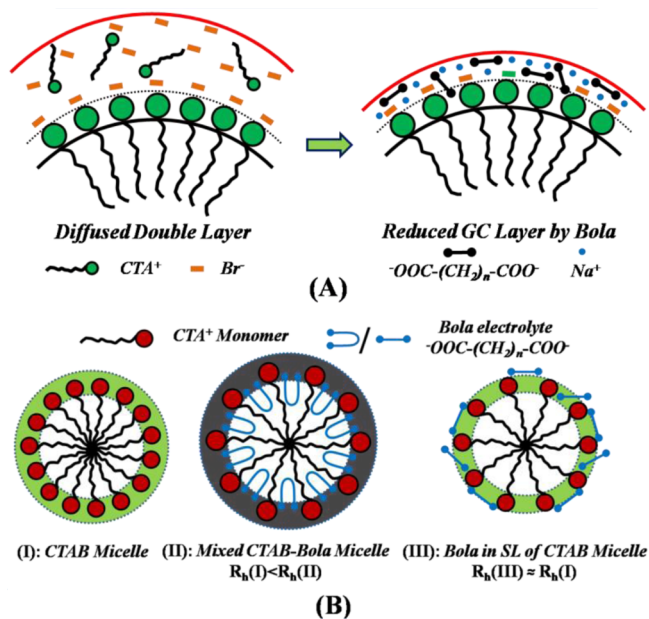 (A)
Diffused Double Layer
Reduced GC Layer by Bola
CTA⁺
Br⁻
⁻OOC-(CH₂)ₙ-COO⁻
Na⁺
(A)
(B)
CTA⁺ Monomer
/
Bola electrolyte
⁻OOC-(CH₂)ₙ-COO⁻
(I): CTAB Micelle
(II): Mixed CTAB-Bola Micelle
Rₕ(I)<Rₕ(II)
(III): Bola in SL of CTAB Micelle
Rₕ(III) ≈ Rₕ(I)
(B)